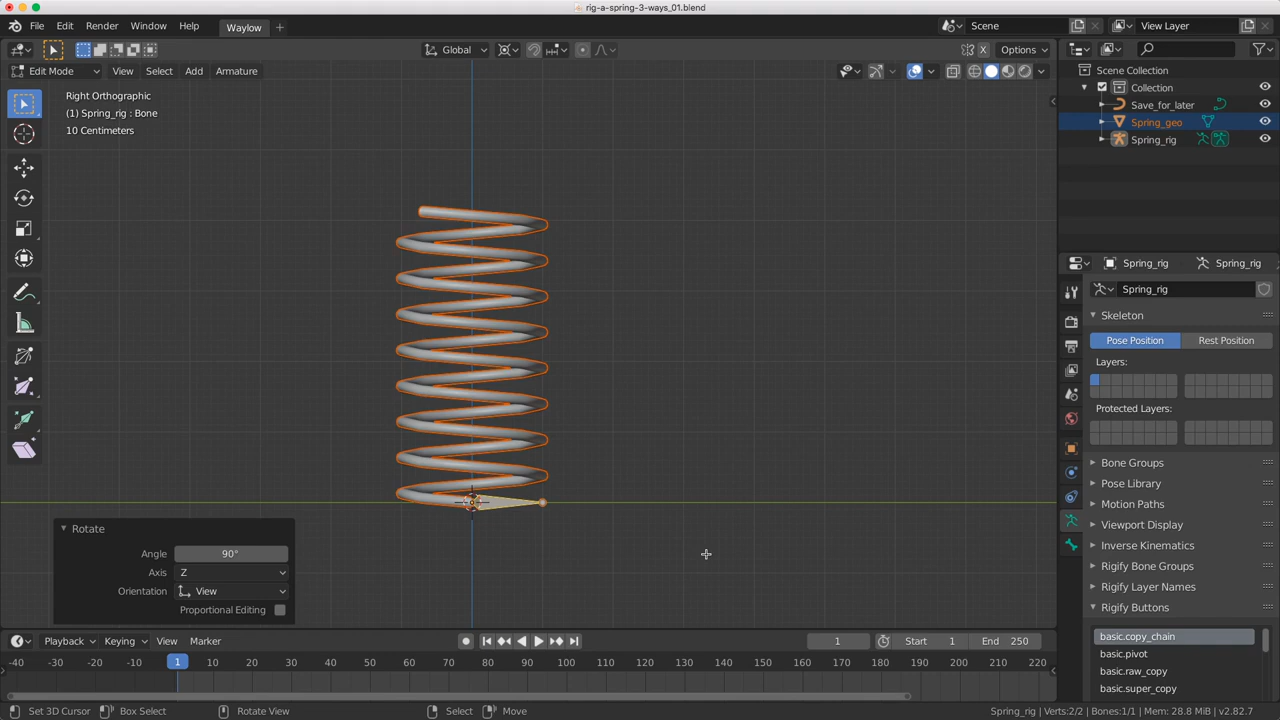 rig-a-spring-3-ways_01.blend
File Edit Render Window Help Waylow + Scene View Layer
Global Options
Edit Mode View Select Add Armature
Right Orthographic
(1) Spring_rig : Bone
10 Centimeters
Scene Collection
Collection
Save_for_later
Spring_geo
Spring_rig
Spring_rig Spring_rig
Spring_rig
Skeleton
Pose Position Rest Position
Layers:
Protected Layers:
Bone Groups
Pose Library
Motion Paths
Viewport Display
Inverse Kinematics
Rigify Bone Groups
Rigify Layer Names
Rigify Buttons
basic.copy_chain
basic.pivot
basic.raw_copy
basic.super_copy
Rotate
Angle 90°
Axis Z
Orientation View
Proportional Editing
Playback Keying View Marker 1 Start 1 End 250
-40 -30 -20 -10 1 10 20 30 40 50 60 70 80 90 100 110 120 130 140 150 160 170 180 190 200 210 220
Set 3D Cursor Box Select Rotate View Select Move Spring_rig | Verts:2/2 | Bones:1/1 | Mem: 28.8 MiB | v2.82.7